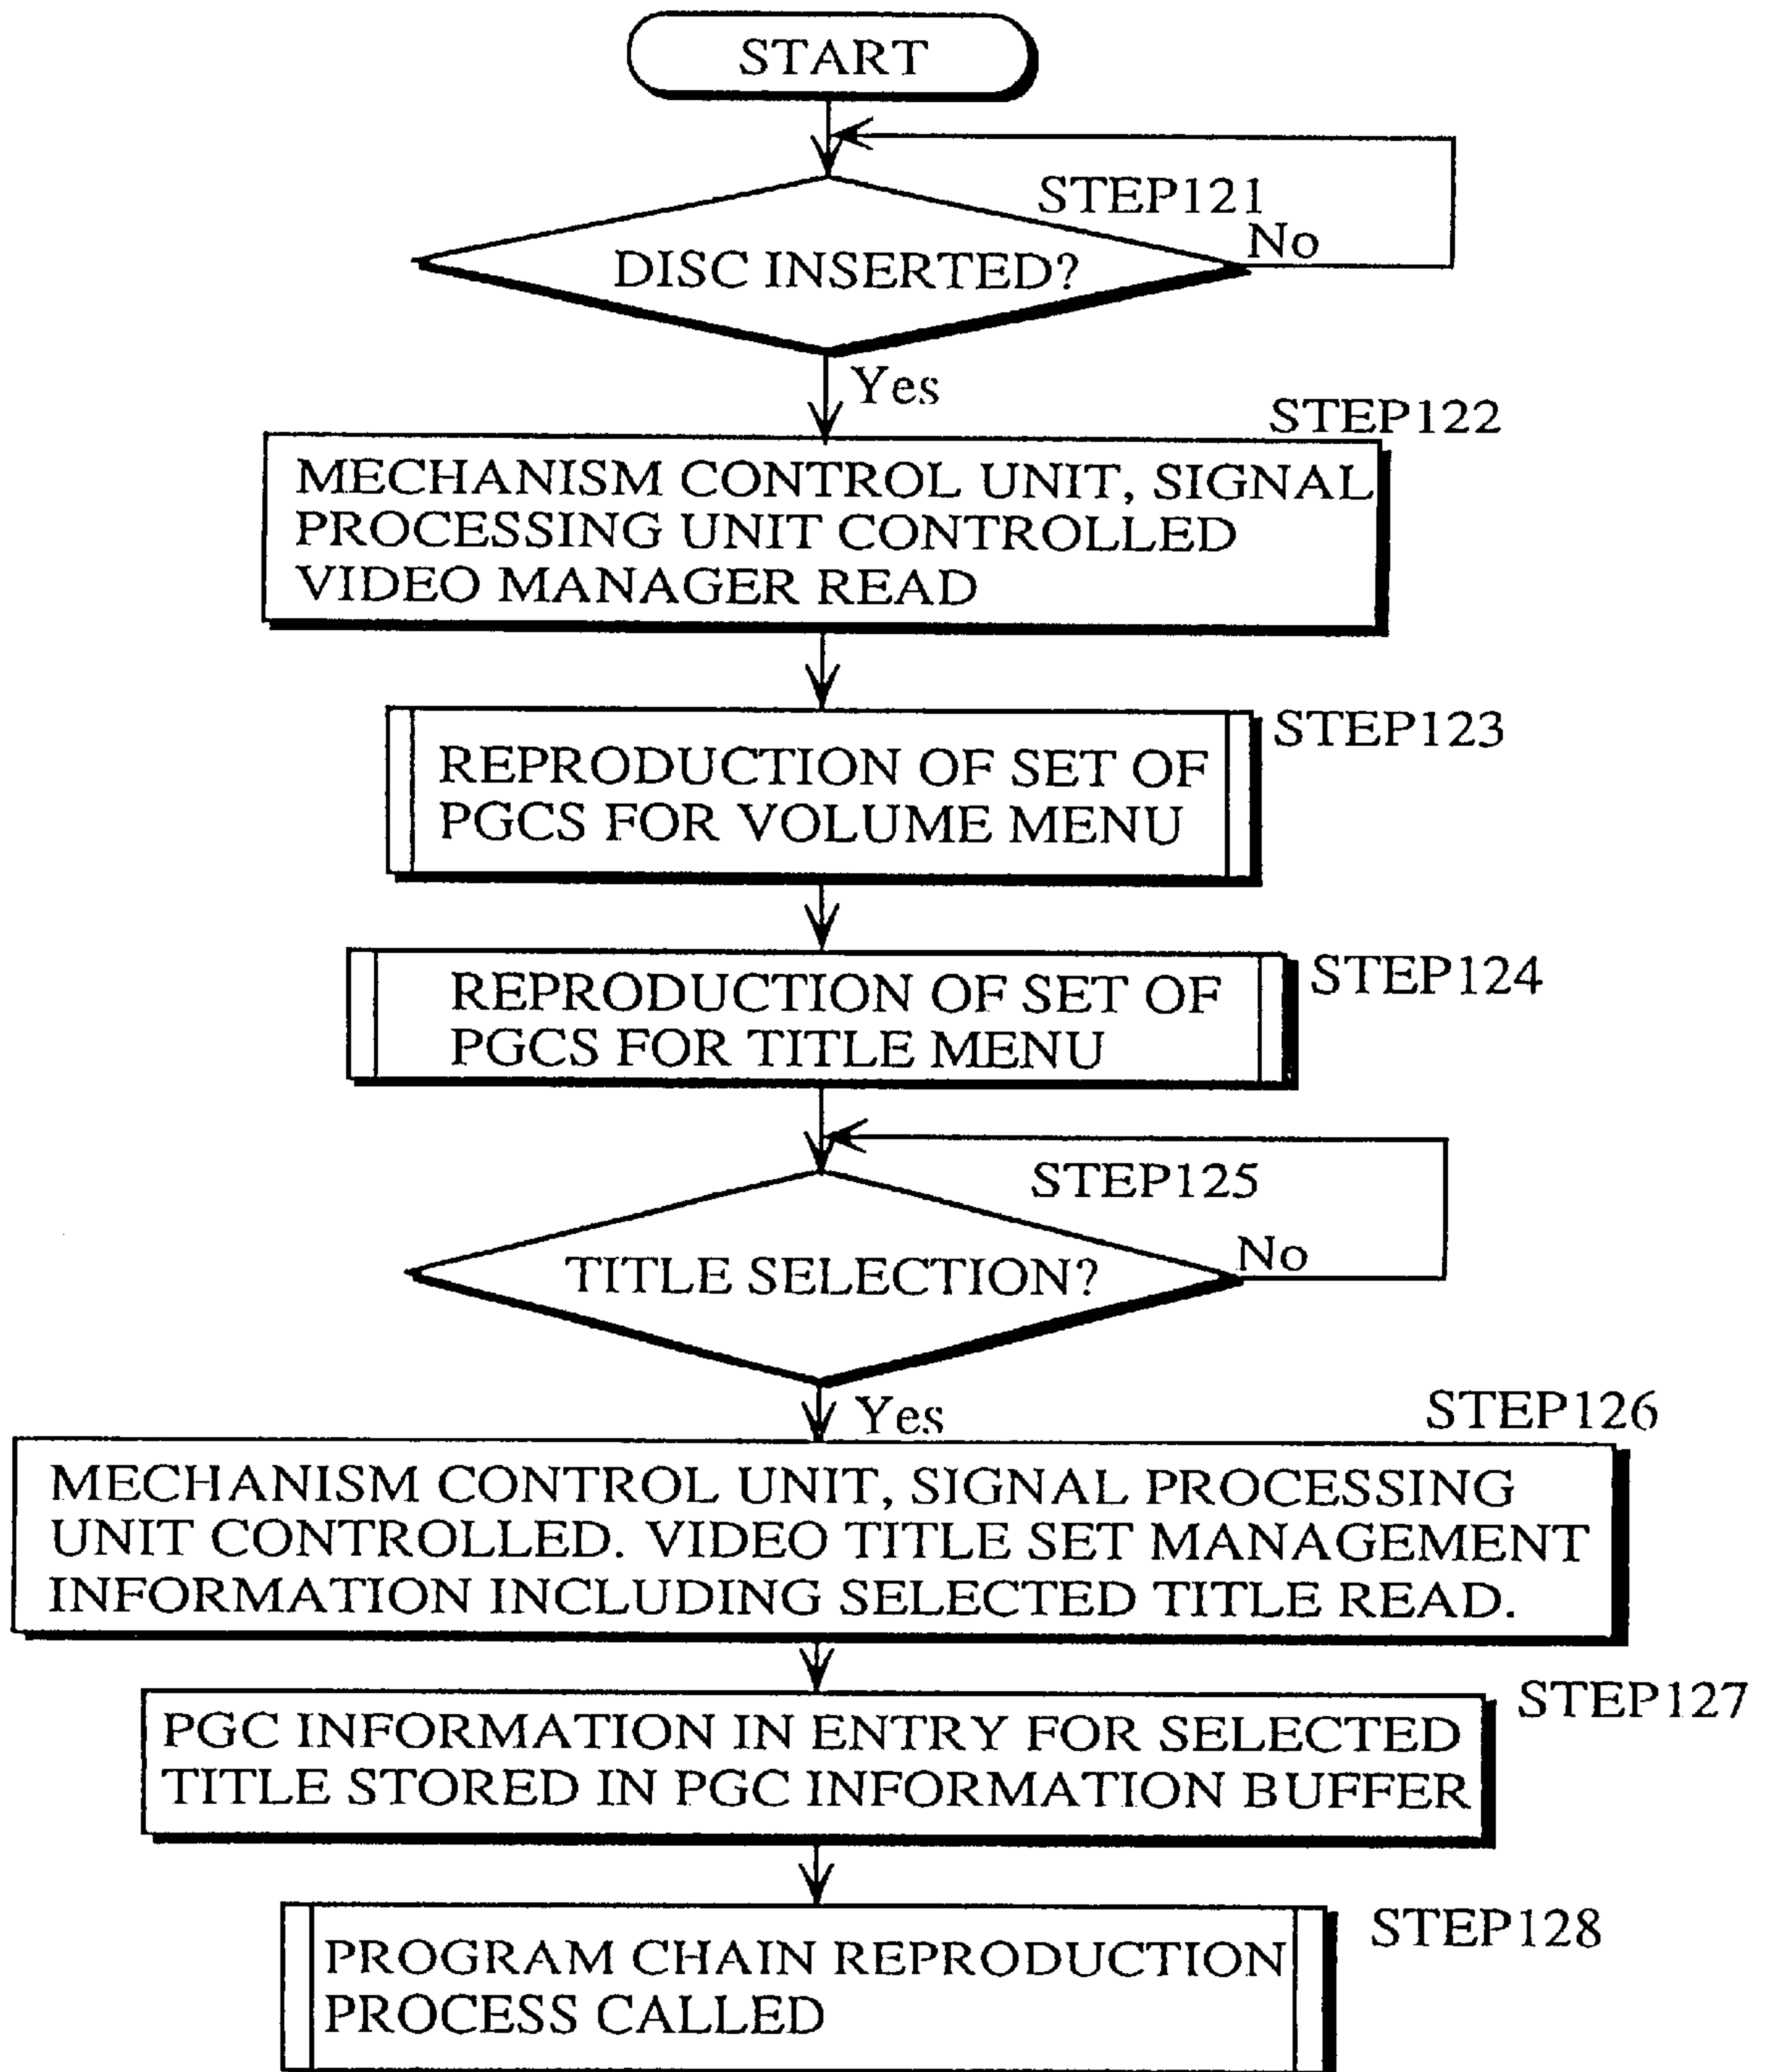 START
STEP121
No
DISC INSERTED?
Yes
STEP122
MECHANISM CONTROL UNIT, SIGNAL
PROCESSING UNIT CONTROLLED
VIDEO MANAGER READ
STEP123
REPRODUCTION OF SET OF
PGCS FOR VOLUME MENU
STEP124
REPRODUCTION OF SET OF
PGCS FOR TITLE MENU
STEP125
No
TITLE SELECTION?
Yes
STEP126
MECHANISM CONTROL UNIT, SIGNAL PROCESSING
UNIT CONTROLLED. VIDEO TITLE SET MANAGEMENT
INFORMATION INCLUDING SELECTED TITLE READ.
STEP127
PGC INFORMATION IN ENTRY FOR SELECTED
TITLE STORED IN PGC INFORMATION BUFFER
STEP128
PROGRAM CHAIN REPRODUCTION
PROCESS CALLED